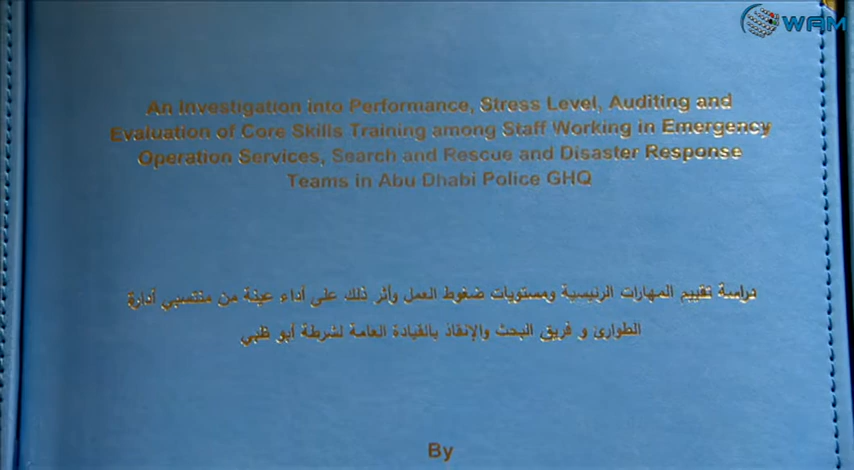 WAM
An Investigation into Performance, Stress Level, Auditing and
Evaluation of Core Skills Training among Staff Working in Emergency
Operation Services, Search and Rescue and Disaster Response
Teams in Abu Dhabi Police GHQ
دراسة تقييم المهارات الرئيسية ومستويات ضغوط العمل وأثر ذلك على أداء عينة من منتسبي أدارة
الطوارئ و فريق البحث والإنقاذ بالقيادة العامة لشرطة أبو ظبي
By